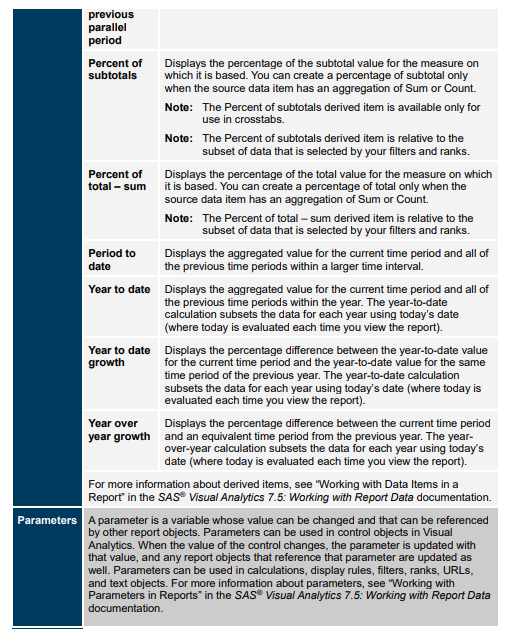 previous
parallel
period
Percent of
subtotals
Displays the percentage of the subtotal value for the measure on
which it is based. You can create a percentage of subtotal only
when the source data item has an aggregation of Sum or Count.
Note: The Percent of subtotals derived item is available only for
use in crosstabs.
Note: The Percent of subtotals derived item is relative to the
subset of data that is selected by your filters and ranks.
Percent of
total – sum
Displays the percentage of the total value for the measure on which
it is based. You can create a percentage of total only when the
source data item has an aggregation of Sum or Count.
Note: The Percent of total – sum derived item is relative to the
subset of data that is selected by your filters and ranks.
Period to
date
Displays the aggregated value for the current time period and all of
the previous time periods within a larger time interval.
Year to date
Displays the aggregated value for the current time period and all of
the previous time periods within the year. The year-to-date
calculation subsets the data for each year using today’s date
(where today is evaluated each time you view the report).
Year to date
growth
Displays the percentage difference between the year-to-date value
for the current time period and the year-to-date value for the same
time period of the previous year. The year-to-date calculation
subsets the data for each year using today’s date (where today is
evaluated each time you view the report).
Year over
year growth
Displays the percentage difference between the current time period
and an equivalent time period from the previous year. The year-
over-year calculation subsets the data for each year using today’s
date (where today is evaluated each time you view the report).
For more information about derived items, see “Working with Data Items in a
Report” in the SAS® Visual Analytics 7.5: Working with Report Data documentation.
Parameters
A parameter is a variable whose value can be changed and that can be referenced
by other report objects. Parameters can be used in control objects in Visual
Analytics. When the value of the control changes, the parameter is updated with
that value, and any report objects that reference that parameter are updated as
well. Parameters can be used in calculations, display rules, filters, ranks, URLs,
and text objects. For more information about parameters, see “Working with
Parameters in Reports” in the SAS® Visual Analytics 7.5: Working with Report Data
documentation.